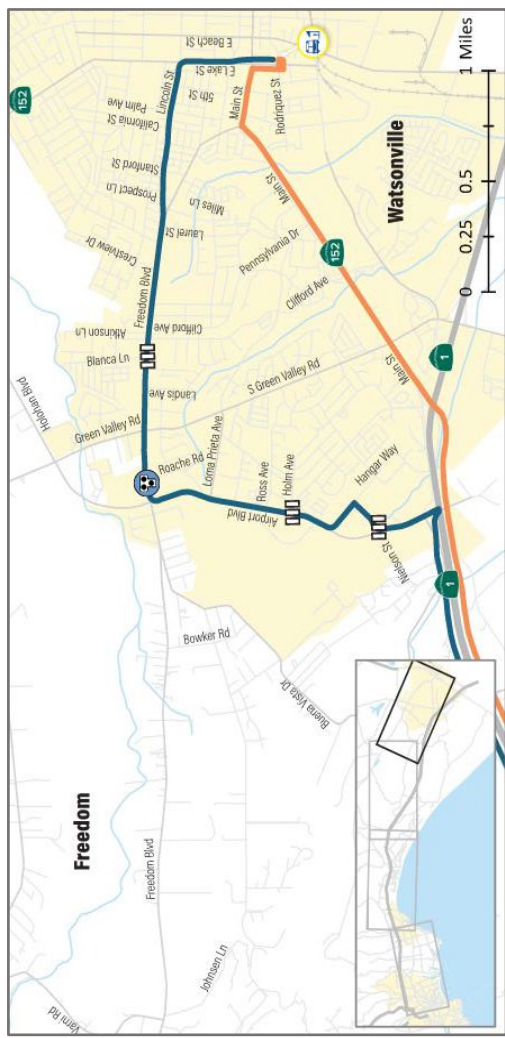 Varni Rd
Freedom
Johnsen Ln
Freedom Blvd
Buena Vista Dr
Bowker Rd
Holohan Blvd
Green Valley Rd
Roache Rd
Loma Prieta Ave
Airport Blvd
Ross Ave
Holm Ave
Nielson St
Hangar Way
1
Landis Ave
Blanca Ln
Atkinson Ln
Clifford Ave
S Green Valley Rd
Main St
1
Freedom Blvd
Crestview Dr
Laurel St
Prospect Ln
Miles Ln
Stanford St
Pennsylvania Dr
Clifford Ave
152
Main St
Watsonville
California St
Palm Ave
Lincoln St
5th St
E Lake St
E Beach St
Main St
Rodriquez St
152
0
0.25
0.5
1 Miles